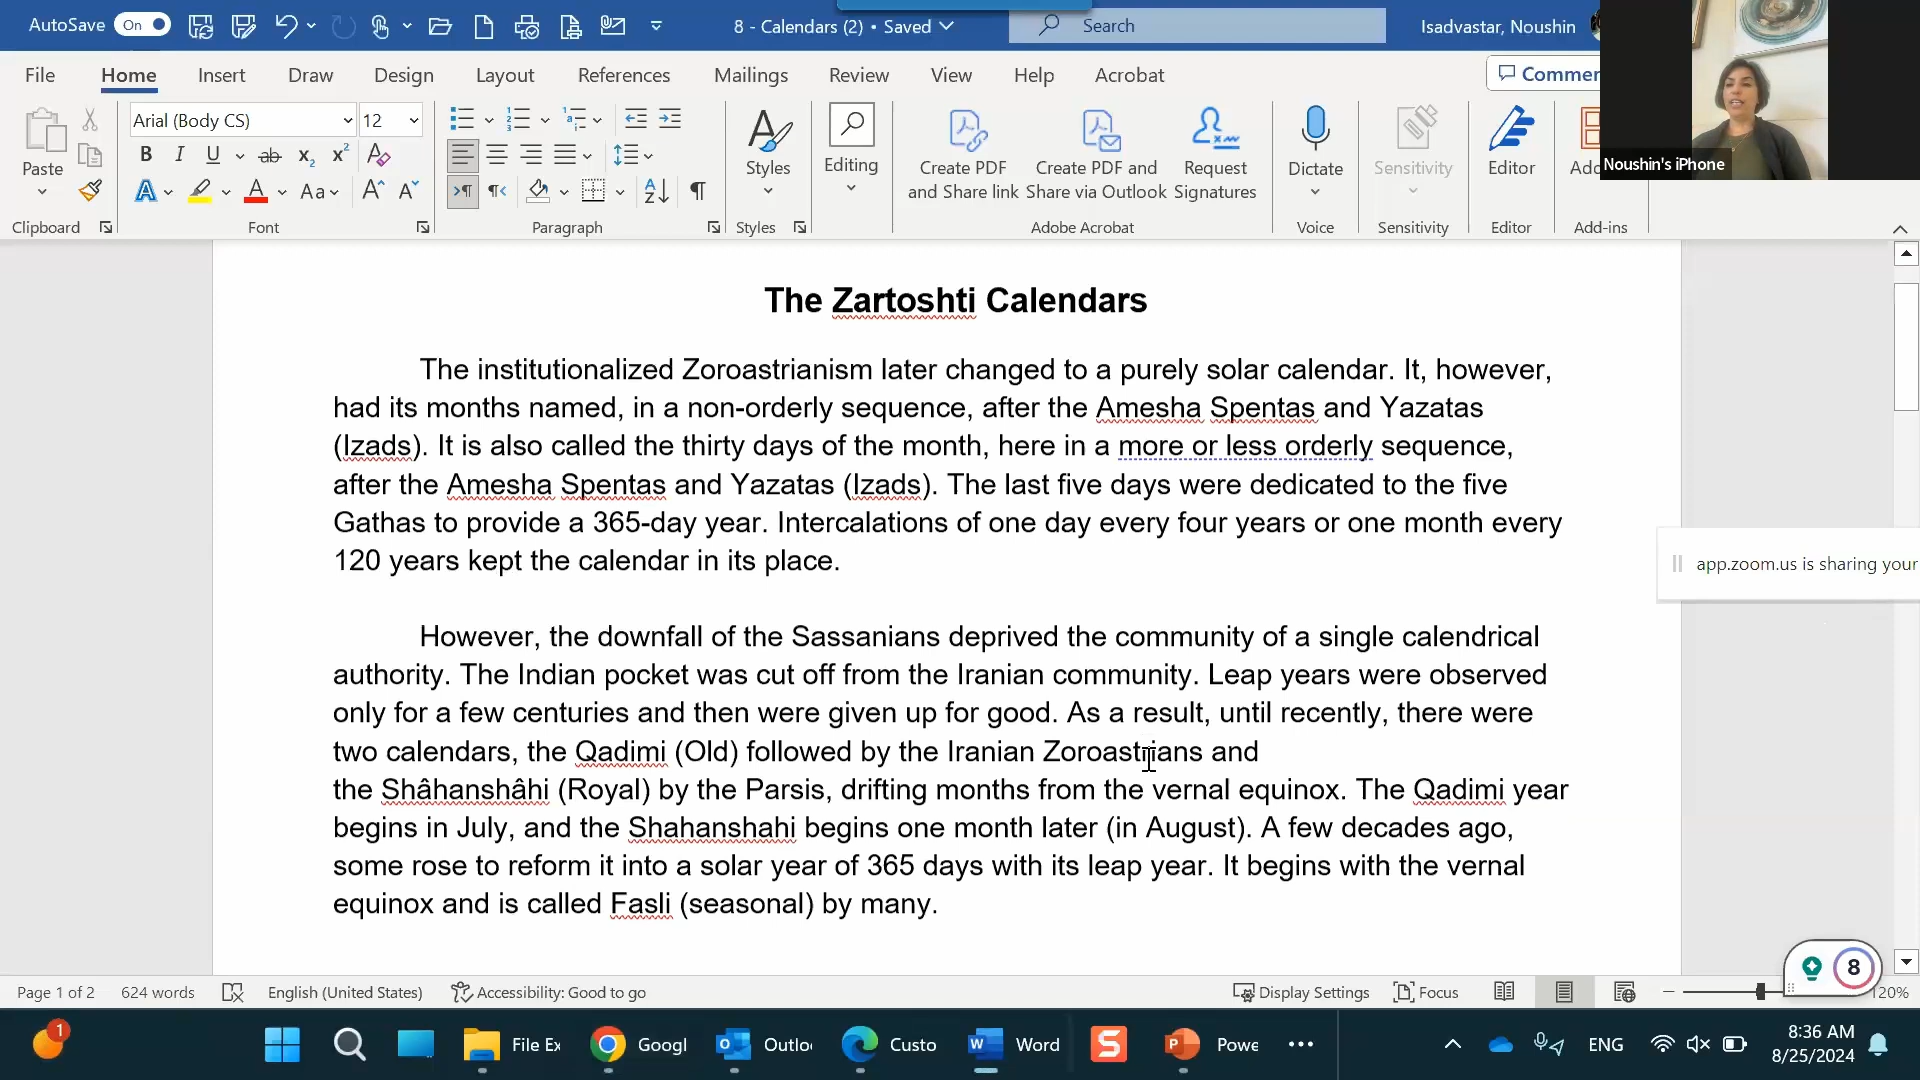 AutoSave On
8 - Calendars (2) • Saved
Search
Isadvastar, Noushin
File Home Insert Draw Design Layout References Mailings Review View Help Acrobat
Arial (Body CS) 12
Paste
Styles
Editing
Create PDF and Share link
Create PDF and Share via Outlook
Request Signatures
Dictate
Sensitivity
Editor
Noushin's iPhone
Clipboard Font Paragraph Styles Adobe Acrobat Voice Sensitivity Editor Add-ins
The Zartoshti Calendars
The institutionalized Zoroastrianism later changed to a purely solar calendar. It, however,
had its months named, in a non-orderly sequence, after the Amesha Spentas and Yazatas
(Izads). It is also called the thirty days of the month, here in a more or less orderly sequence,
after the Amesha Spentas and Yazatas (Izads). The last five days were dedicated to the five
Gathas to provide a 365-day year. Intercalations of one day every four years or one month every
120 years kept the calendar in its place.
app.zoom.us is sharing your
However, the downfall of the Sassanians deprived the community of a single calendrical
authority. The Indian pocket was cut off from the Iranian community. Leap years were observed
only for a few centuries and then were given up for good. As a result, until recently, there were
two calendars, the Qadimi (Old) followed by the Iranian Zoroastrians and
the Shâhanshâhi (Royal) by the Parsis, drifting months from the vernal equinox. The Qadimi year
begins in July, and the Shahanshahi begins one month later (in August). A few decades ago,
some rose to reform it into a solar year of 365 days with its leap year. It begins with the vernal
equinox and is called Fasli (seasonal) by many.
8
Page 1 of 2 624 words English (United States) Accessibility: Good to go Display Settings Focus 120%
1 File Ex Googl Outlo Custo Word Powe ENG
8:36 AM
8/25/2024